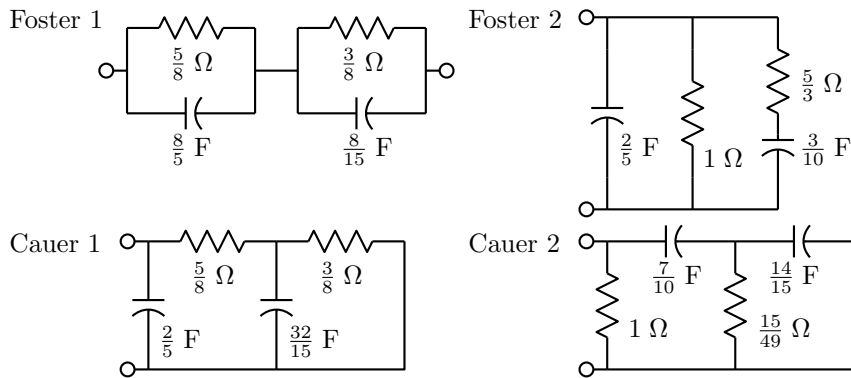 Foster 1
5/8 Ω
3/8 Ω
8/5 F
8/15 F
Foster 2
5/3 Ω
2/5 F
1 Ω
3/10 F
Cauer 1
5/8 Ω
3/8 Ω
2/5 F
32/15 F
Cauer 2
7/10 F
14/15 F
1 Ω
15/49 Ω